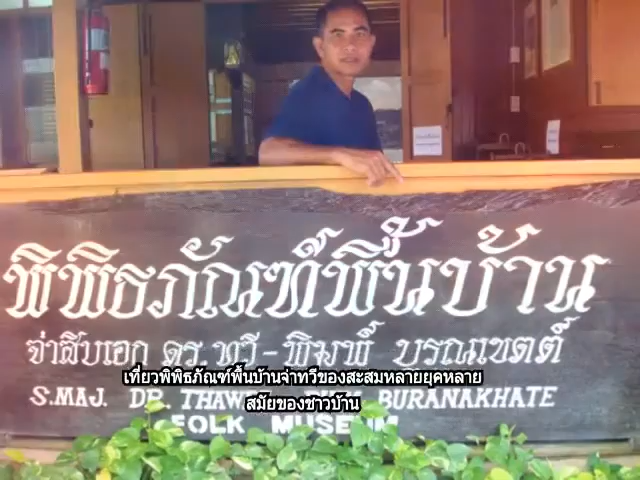 พิพิธภัณฑ์พื้นบ้าน
จ่าสิบเอก ดร.ทวี - พิมพ์ บูรณเขตต์
เที่ยวพิพิธภัณฑ์พื้นบ้านจ่าทวีของสะสมหลายยุคหลาย
สมัยของชาวบ้าน
S.MAJ. DR. THAWEE BURANAKHATE
FOLK MUSEUM